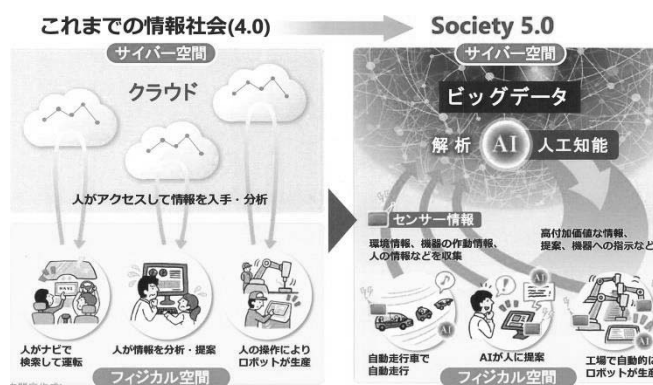 これまでの情報社会(4.0)
Society 5.0
サイバー空間
クラウド
人がアクセスして情報を入手・分析
人がナビで
検索して運転
人が情報を分析・提案
人の操作により
ロボットが生産
フィジカル空間
サイバー空間
ビッグデータ
解析 AI 人工知能
センサー情報
環境情報、機器の作動情報、
人の情報などを収集
高付加価値な情報、
提案、機器への指示など
AI
AI
AI
自動走行車で
自動走行
AIが人に提案
工場で自動的に
ロボットが生産
フィジカル空間